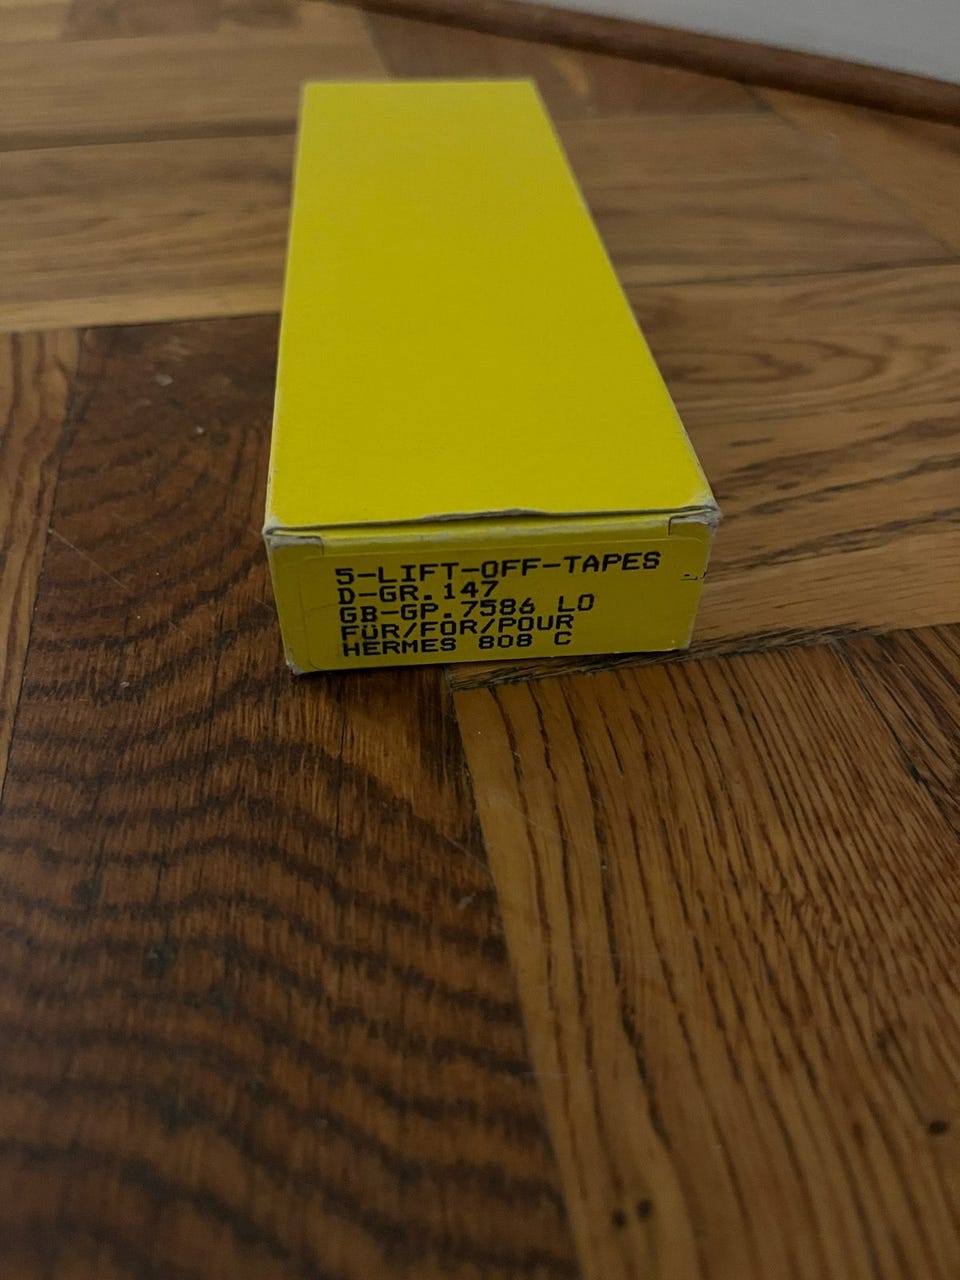 5-LIFT-OFF-TAPES
D-GR.147
GB-GP.7586 LO
FÜR/FOR/POUR
HERMES 808 C